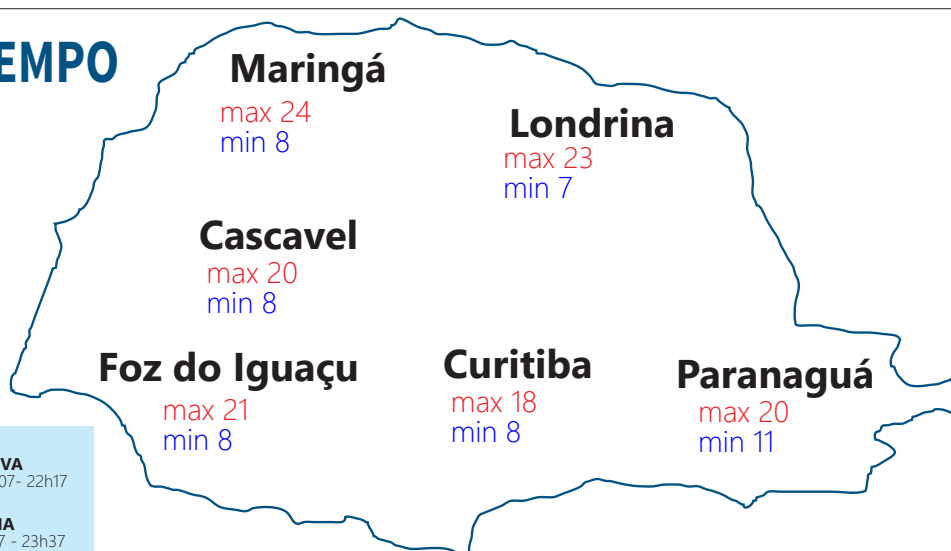 EMPO
Maringá
max 24
min 8
Londrina
max 23
min 7
Cascavel
max 20
min 8
Foz do Iguaçu
max 21
min 8
Curitiba
max 18
min 8
Paranaguá
max 20
min 11
VA
07- 22h17
IA
7 - 23h37